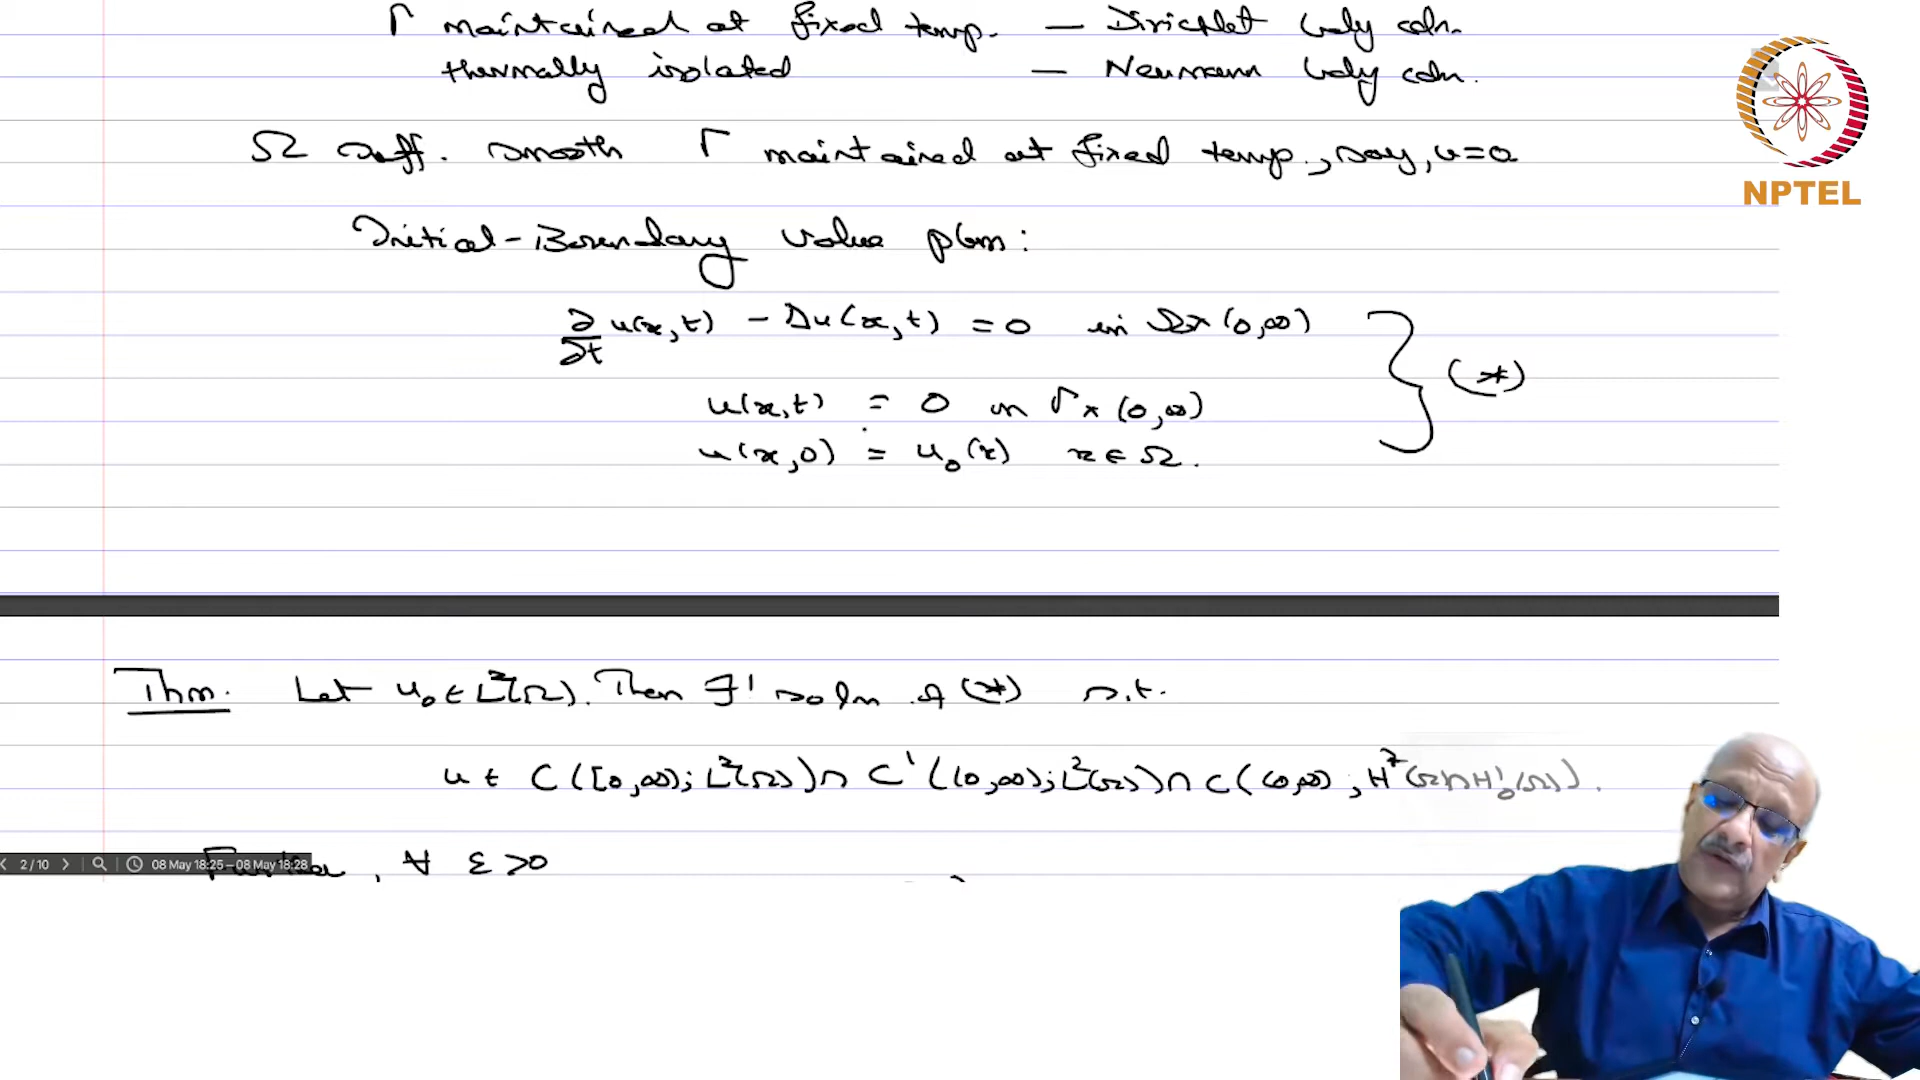 Γ maintained at fixed temp. — Dirichlet bdy cdn.
thermally isolated — Neumann bdy cdn.
Ω suff. smooth Γ maintained at fixed temp., say, u=0
NPTEL
Initial-Boundary value pbm:
∂/∂t u(x,t) - Δu(x,t) = 0 in Ω×(0,∞)
(*)
u(x,t) = 0 on Γ×(0,∞)
u(x,0) = u₀(x) x∈Ω.
Thm. Let u₀ ∈ L²(Ω). Then ∃! soln of (*) s.t.
u ∈ C([0,∞);L²(Ω)) ∩ C¹((0,∞);L²(Ω)) ∩ C((0,∞); H²(Ω)∩H¹₀(Ω)).
Further, ∀ ε>0
2/10 08 May 18:25 – 08 May 18:28